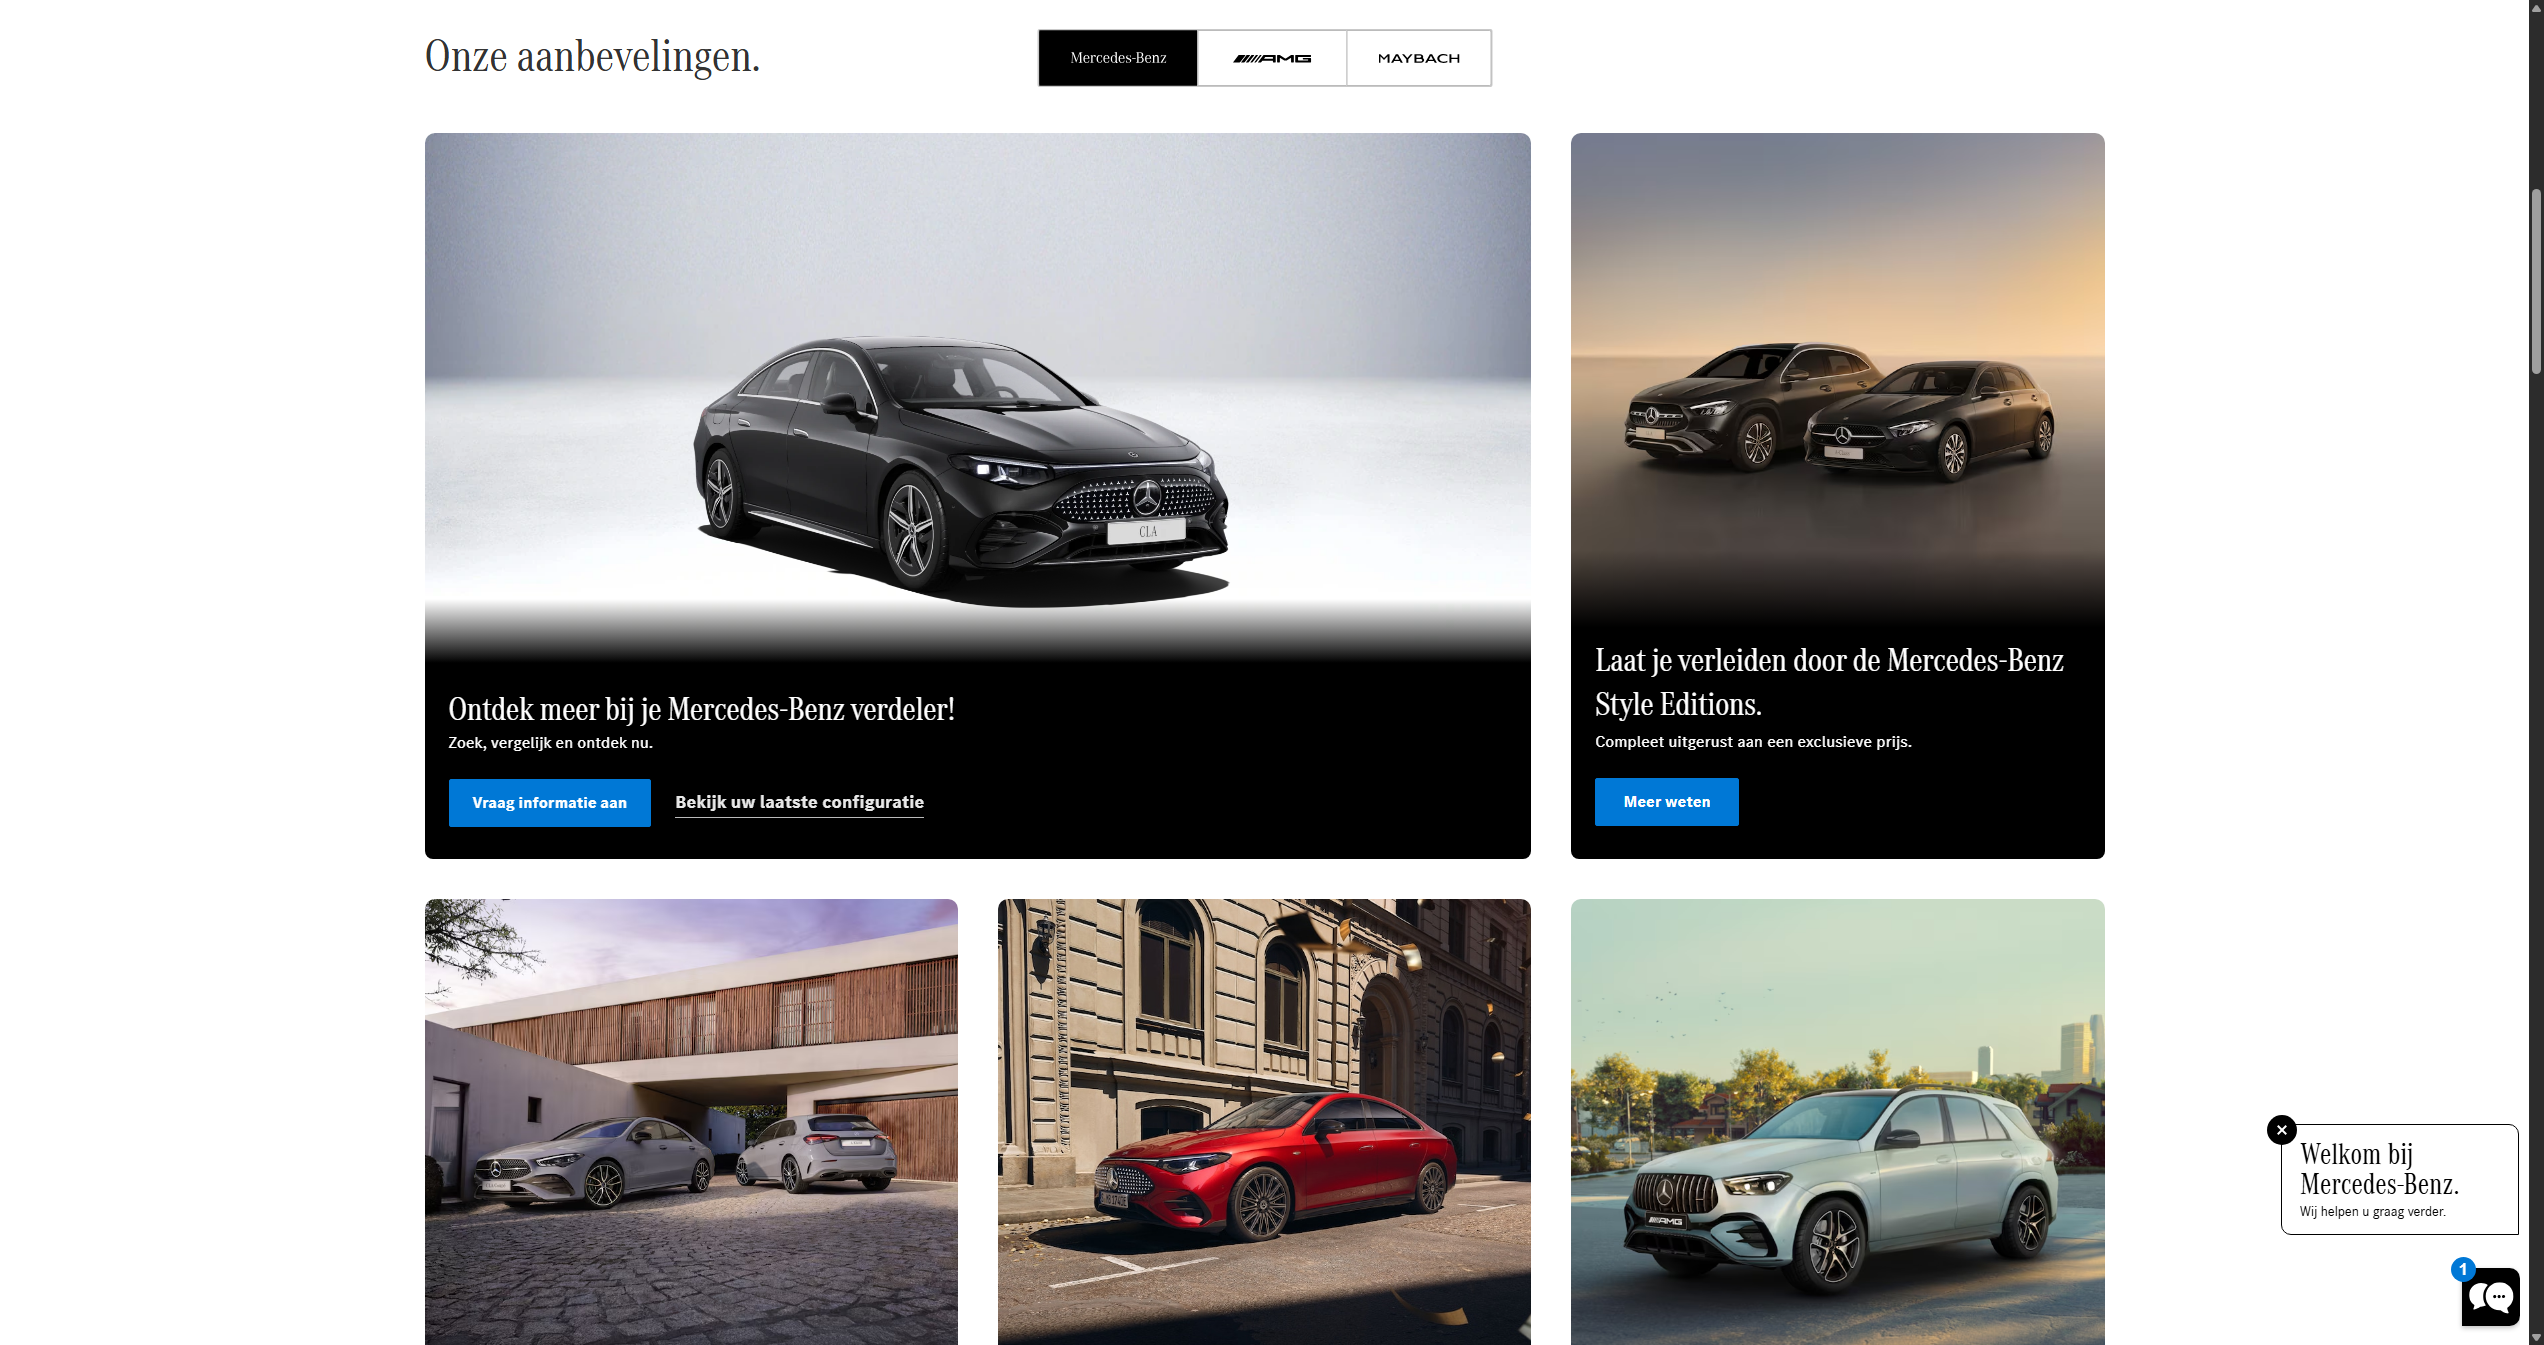 Onze aanbevelingen.
Mercedes-Benz
AMG
MAYBACH
CLA
Ontdek meer bij je Mercedes-Benz verdeler!
Zoek, vergelijk en ontdek nu.
Vraag informatie aan
Bekijk uw laatste configuratie
Laat je verleiden door de Mercedes-Benz
Style Editions.
Compleet uitgerust aan een exclusieve prijs.
Meer weten
AMG
Welkom bij
Mercedes-Benz.
Wij helpen u graag verder.
1